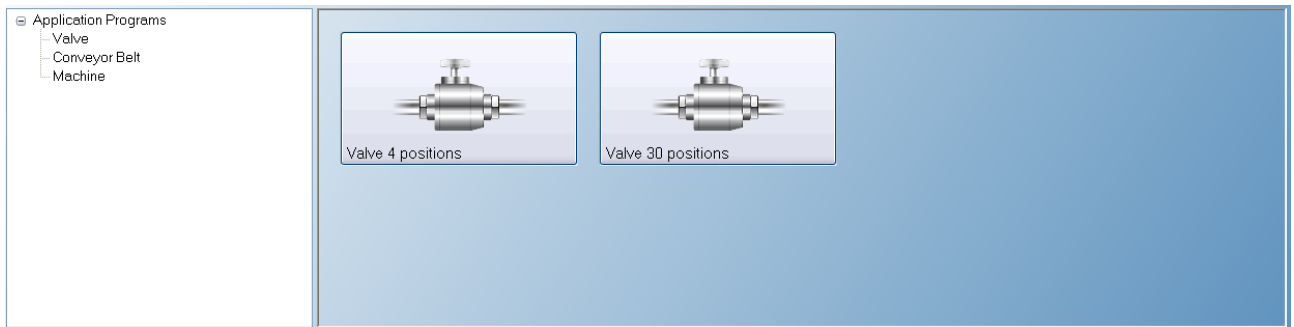 Application Programs
Valve
Conveyor Belt
Machine
Valve 4 positions
Valve 30 positions